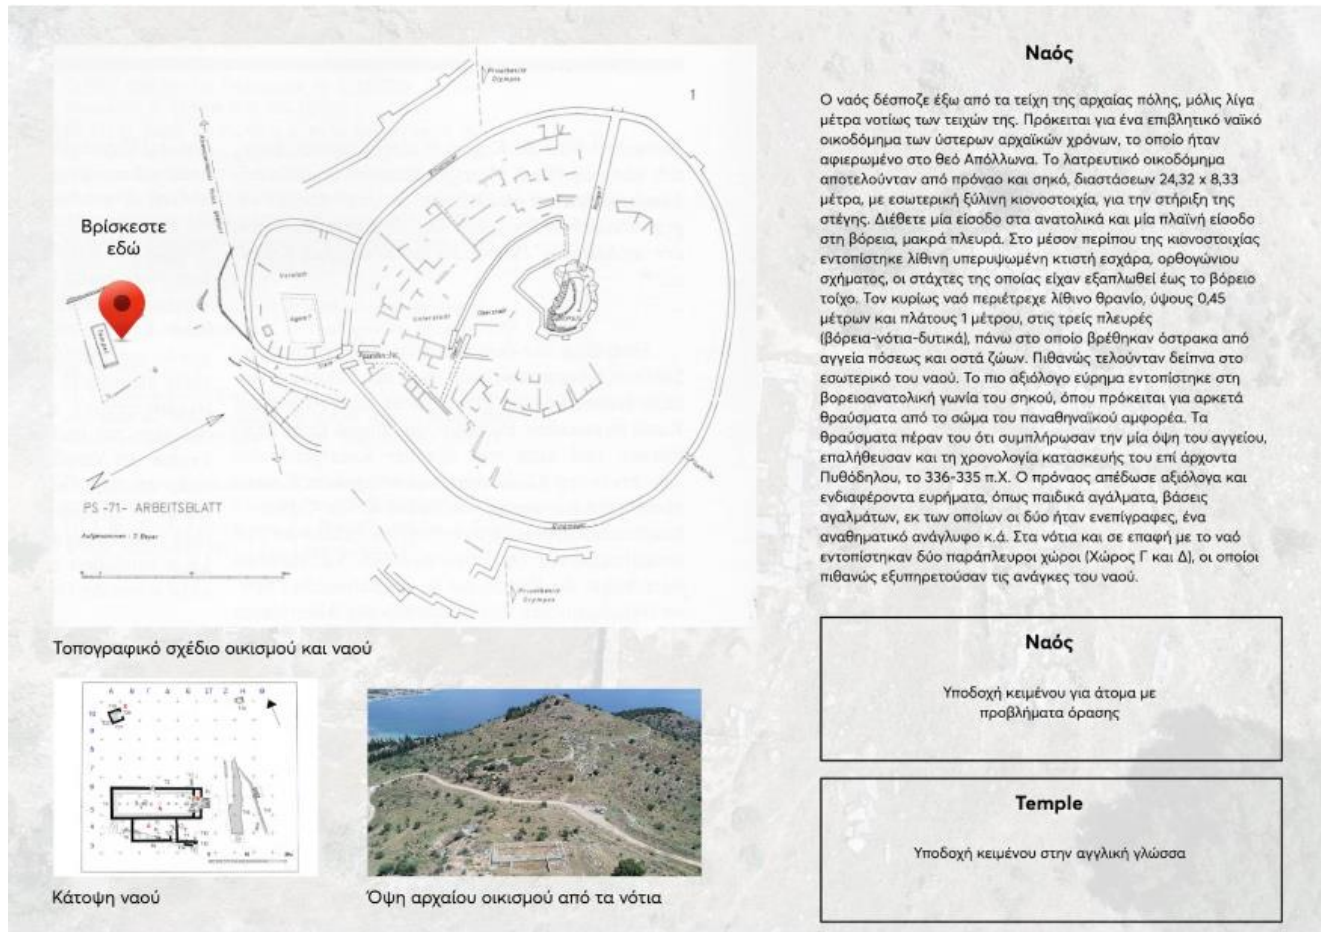 Ναός
Ο ναός δέσποζε έξω από τα τείχη της αρχαίας πόλης, μόλις λίγα
μέτρα νοτίως των τειχών της. Πρόκειται για ένα επιβλητικό ναϊκό
οικοδόμημα των ύστερων αρχαϊκών χρόνων, το οποίο ήταν
αφιερωμένο στο θεό Απόλλωνα. Το λατρευτικό οικοδόμημα
αποτελούνταν από πρόναο και σηκό, διαστάσεων 24,32 x 8,33
μέτρα, με εσωτερική ξύλινη κιονοστοιχία, για την στήριξη της
στέγης. Διέθετε μία είσοδο στα ανατολικά και μία πλαϊνή είσοδο
στη βόρεια, μακρά πλευρά. Στο μέσον περίπου της κιονοστοιχίας
εντοπίστηκε λίθινη υπερυψωμένη κτιστή εσχάρα, ορθογώνιου
σχήματος, οι στάχτες της οποίας είχαν εξαπλωθεί έως το βόρειο
τοίχο. Τον κυρίως ναό περιέτρεχε λίθινο θρανίο, ύψους 0,45
μέτρων και πλάτους 1 μέτρου, στις τρείς πλευρές
(βόρεια-νότια-δυτικά), πάνω στο οποίο βρέθηκαν όστρακα από
αγγεία πόσεως και οστά ζώων. Πιθανώς τελούνταν δείπνα στο
εσωτερικό του ναού. Το πιο αξιόλογο εύρημα εντοπίστηκε στη
βορειοανατολική γωνία του σηκού, όπου πρόκειται για αρκετά
θραύσματα από το σώμα του παναθηναϊκού αμφορέα. Τα
θραύσματα πέραν του ότι συμπλήρωσαν την μία όψη του αγγείου,
επαλήθευσαν και τη χρονολογία κατασκευής του επί άρχοντα
Πυθόδηλου, το 336-335 π.Χ. Ο πρόναος απέδωσε αξιόλογα και
ενδιαφέροντα ευρήματα, όπως παιδικά αγάλματα, βάσεις
αγαλμάτων, εκ των οποίων οι δύο ήταν ενεπίγραφες, ένα
αναθηματικό ανάγλυφο κ.ά. Στα νότια και σε επαφή με το ναό
εντοπίστηκαν δύο παράπλευροι χώροι (Χώρος Γ και Δ), οι οποίοι
πιθανώς εξυπηρετούσαν τις ανάγκες του ναού.
Βρίσκεστε
εδώ
1
Tempel
Agora?
Unterstadt
Oberstadt
N
PS -71- ARBEITSBLATT
Τοπογραφικό σχέδιο οικισμού και ναού
Κάτοψη ναού
Όψη αρχαίου οικισμού από τα νότια
Ναός
Υποδοχή κειμένου για άτομα με
προβλήματα όρασης
Temple
Υποδοχή κειμένου στην αγγλική γλώσσα